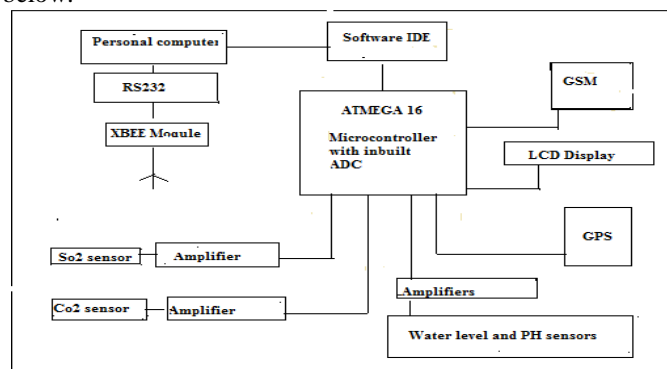 below.
Personal computer
Software IDE
RS232
GSM
ATMEGA 16
XBEE Module
Microcontroller
with inbuilt
ADC
LCD Display
GPS
So2 sensor
Amplifier
Amplifiers
Co2 sensor
Amplifier
Water level and PH sensors